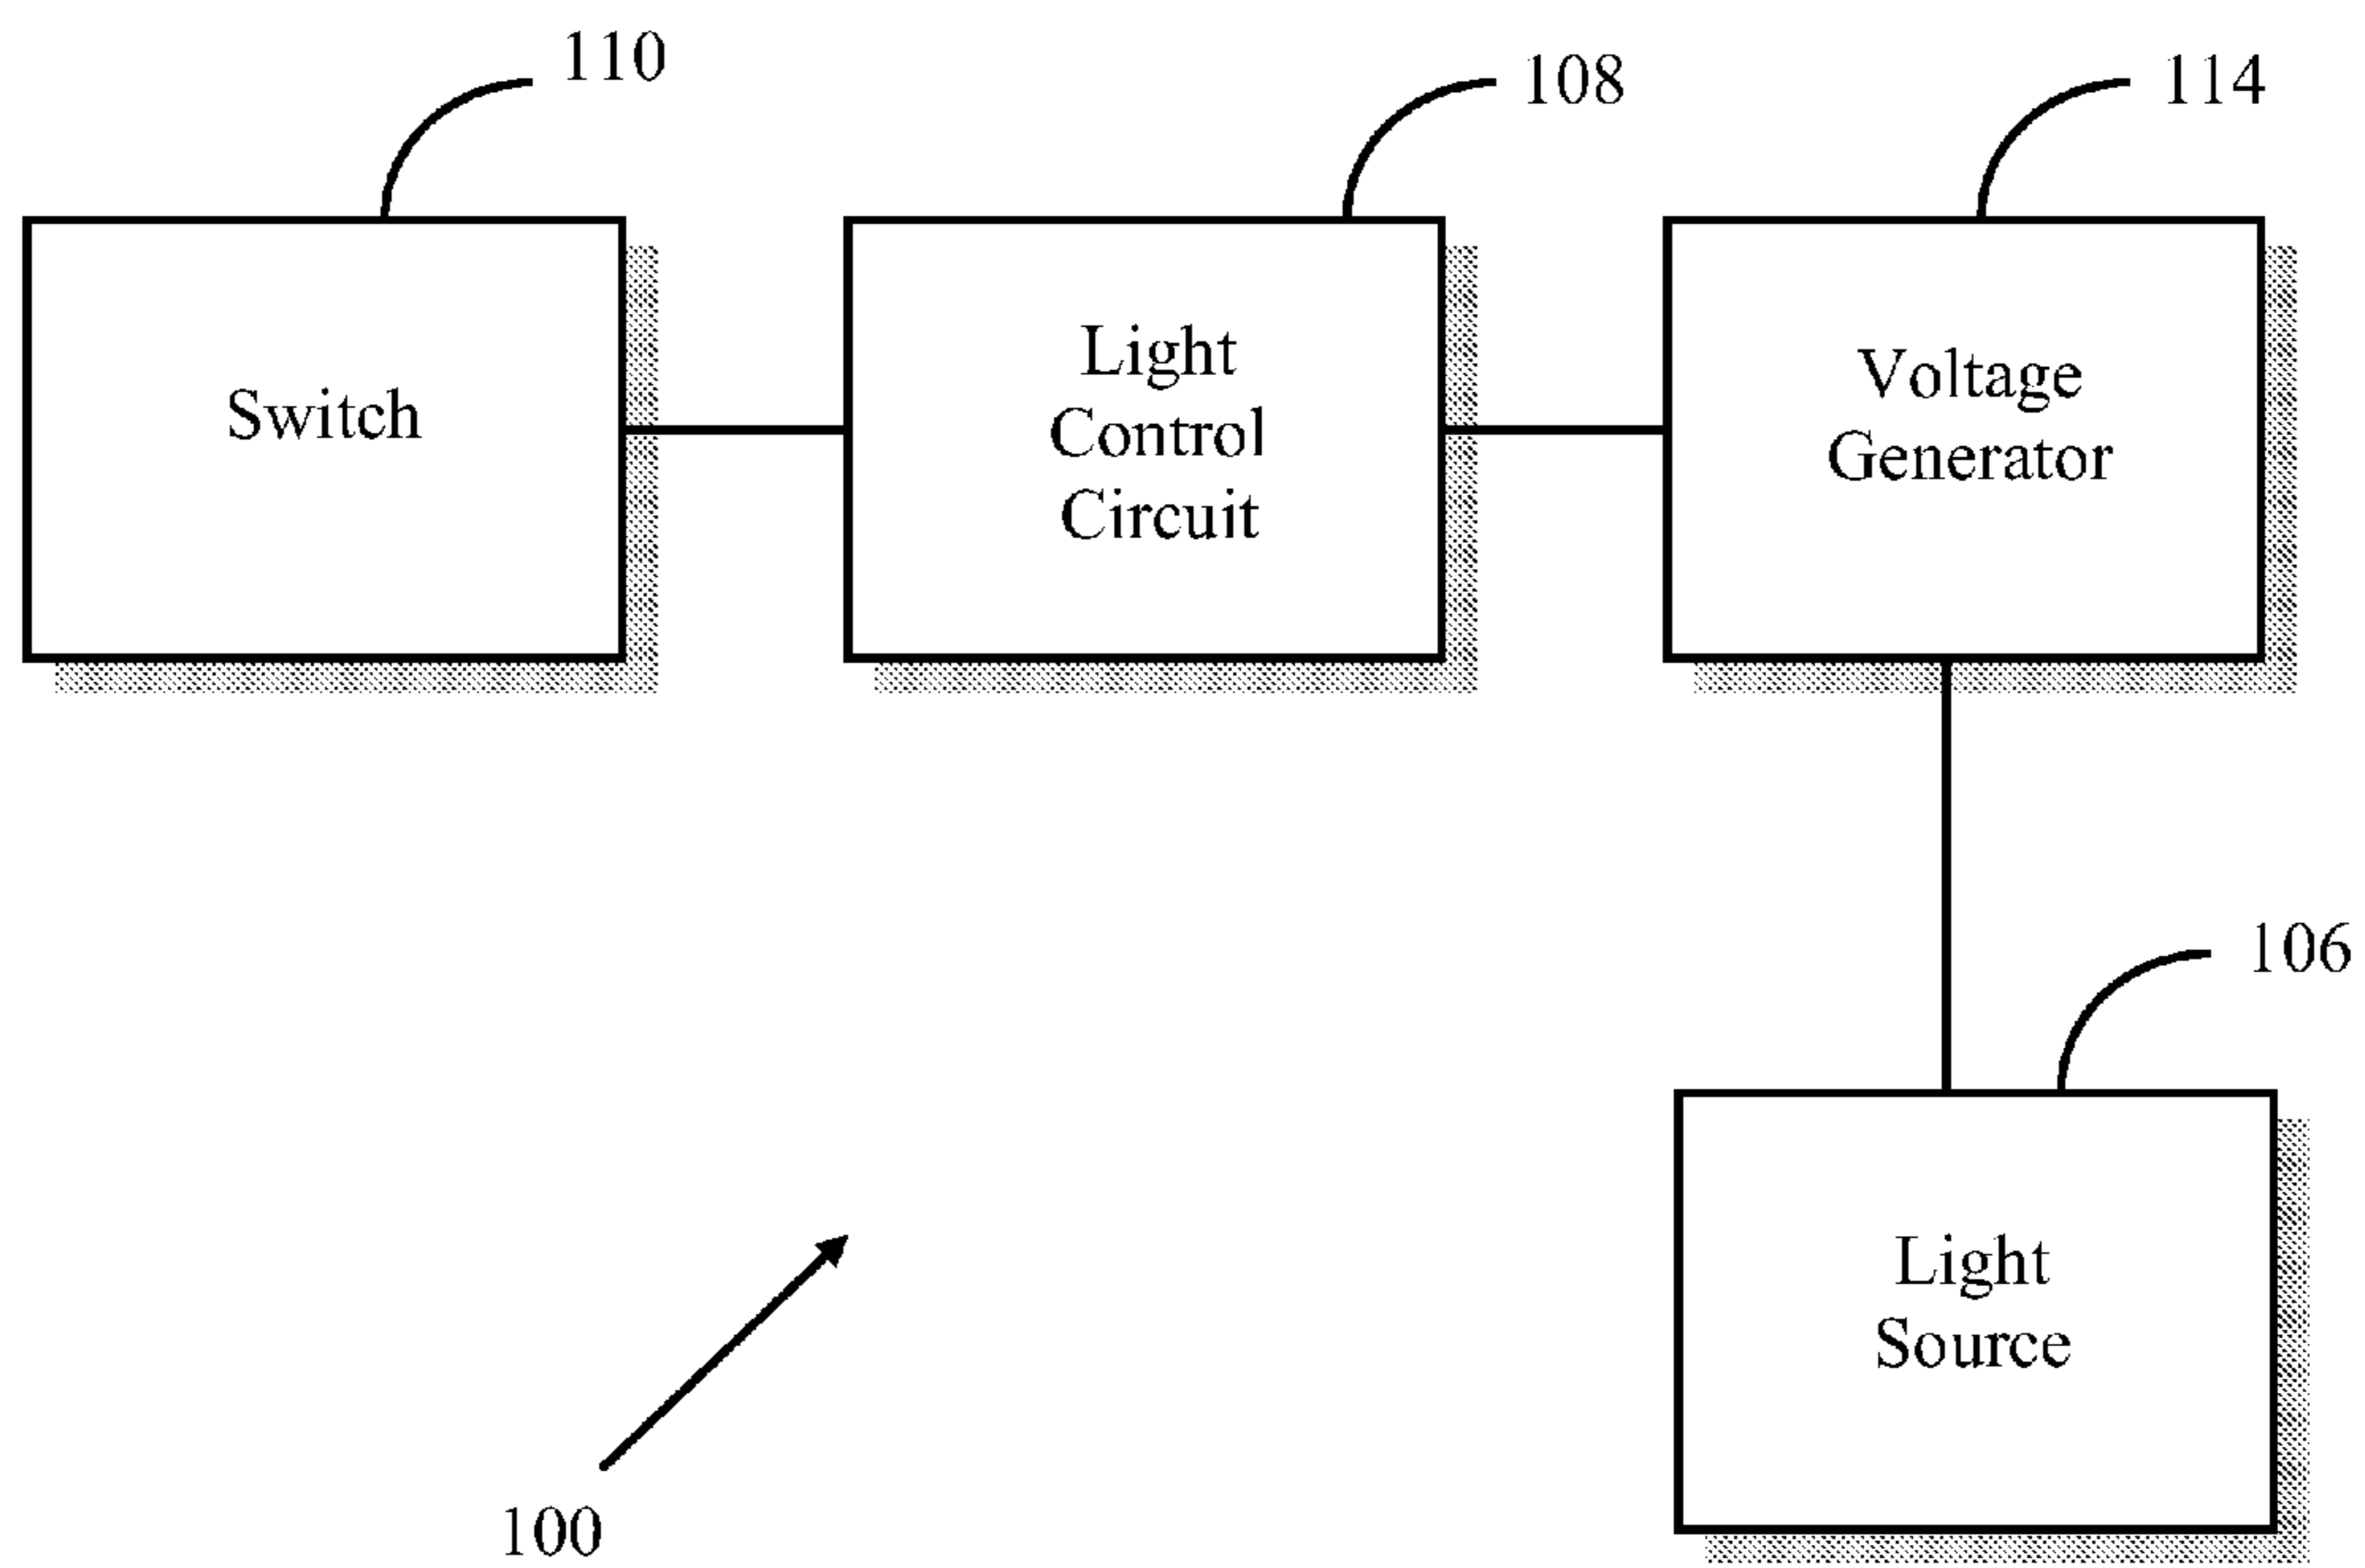 110
108
114
Switch
Light
Control
Circuit
Voltage
Generator
106
Light
Source
100